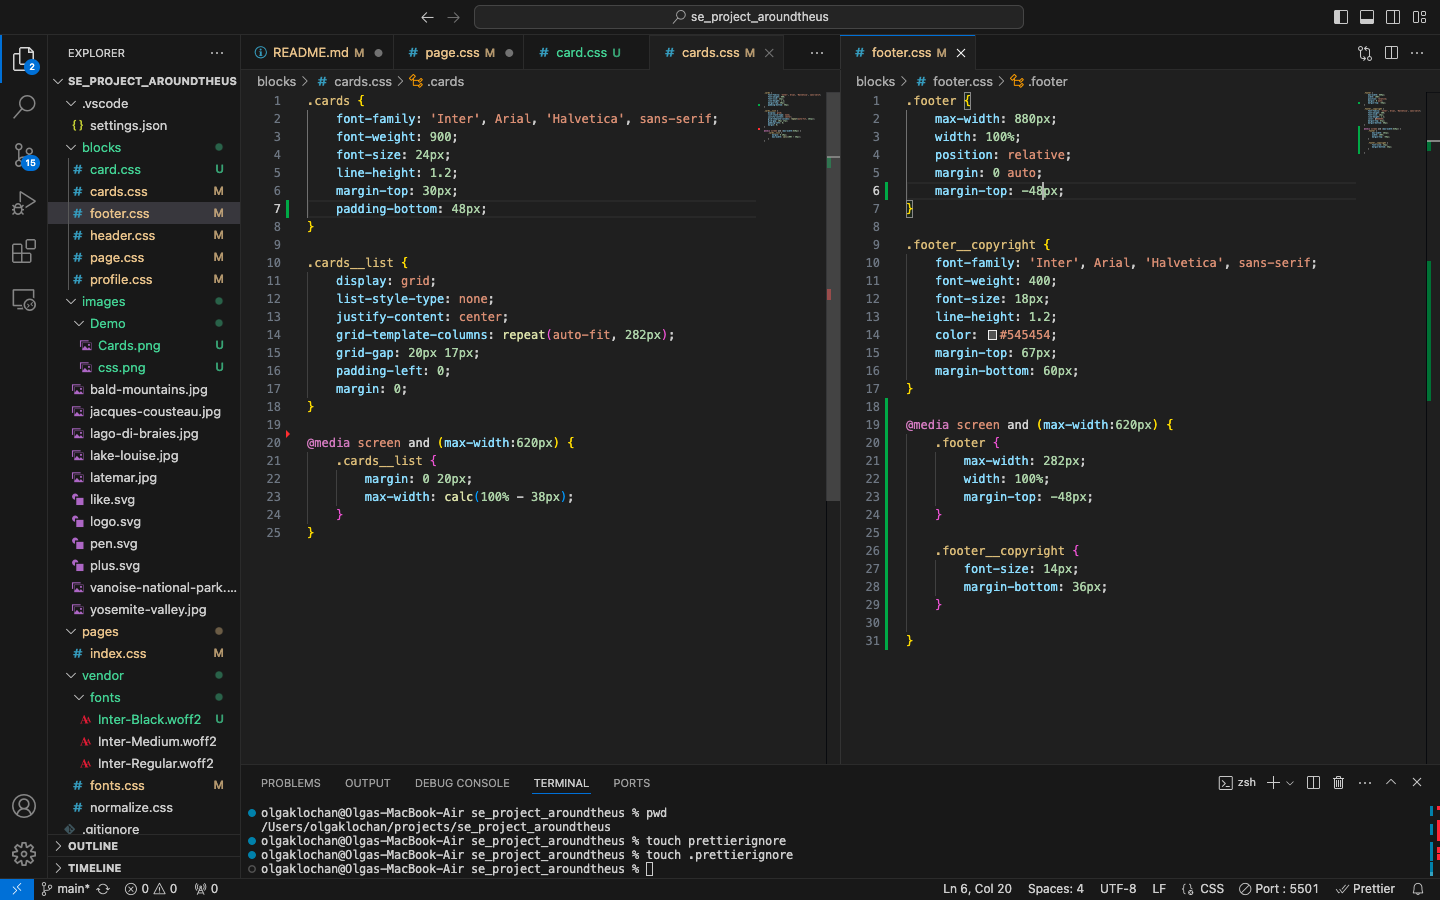 se_project_aroundtheus
EXPLORER
SE_PROJECT_AROUNDTHEUS
.vscode
{} settings.json
blocks
# card.css U
# cards.css M
# footer.css M
# header.css M
# page.css M
# profile.css M
images
Demo
Cards.png U
css.png U
bald-mountains.jpg
jacques-cousteau.jpg
lago-di-braies.jpg
lake-louise.jpg
latemar.jpg
like.svg
logo.svg
pen.svg
plus.svg
vanoise-national-park....
yosemite-valley.jpg
pages
# index.css M
vendor
fonts
Inter-Black.woff2 U
Inter-Medium.woff2
Inter-Regular.woff2
# fonts.css M
# normalize.css
.gitignore
OUTLINE
TIMELINE
2
15
README.md M
# page.css M
# card.css U
# cards.css M
blocks > # cards.css > .cards
1 .cards {
2 font-family: 'Inter', Arial, 'Halvetica', sans-serif;
3 font-weight: 900;
4 font-size: 24px;
5 line-height: 1.2;
6 margin-top: 30px;
7 padding-bottom: 48px;
8 }
9
10 .cards__list {
11 display: grid;
12 list-style-type: none;
13 justify-content: center;
14 grid-template-columns: repeat(auto-fit, 282px);
15 grid-gap: 20px 17px;
16 padding-left: 0;
17 margin: 0;
18 }
19
20 @media screen and (max-width:620px) {
21 .cards__list {
22 margin: 0 20px;
23 max-width: calc(100% - 38px);
24 }
25 }
# footer.css M
blocks > # footer.css > .footer
1 .footer {
2 max-width: 880px;
3 width: 100%;
4 position: relative;
5 margin: 0 auto;
6 margin-top: -48px;
7 }
8
9 .footer__copyright {
10 font-family: 'Inter', Arial, 'Halvetica', sans-serif;
11 font-weight: 400;
12 font-size: 18px;
13 line-height: 1.2;
14 color: #545454;
15 margin-top: 67px;
16 margin-bottom: 60px;
17 }
18
19 @media screen and (max-width:620px) {
20 .footer {
21 max-width: 282px;
22 width: 100%;
23 margin-top: -48px;
24 }
25
26 .footer__copyright {
27 font-size: 14px;
28 margin-bottom: 36px;
29 }
30
31 }
PROBLEMS OUTPUT DEBUG CONSOLE TERMINAL PORTS
zsh
olgaklochan@Olgas-MacBook-Air se_project_aroundtheus % pwd
/Users/olgaklochan/projects/se_project_aroundtheus
olgaklochan@Olgas-MacBook-Air se_project_aroundtheus % touch prettierignore
olgaklochan@Olgas-MacBook-Air se_project_aroundtheus % touch .prettierignore
olgaklochan@Olgas-MacBook-Air se_project_aroundtheus %
main* 0 0 0 Ln 6, Col 20 Spaces: 4 UTF-8 LF {} CSS Port : 5501 Prettier